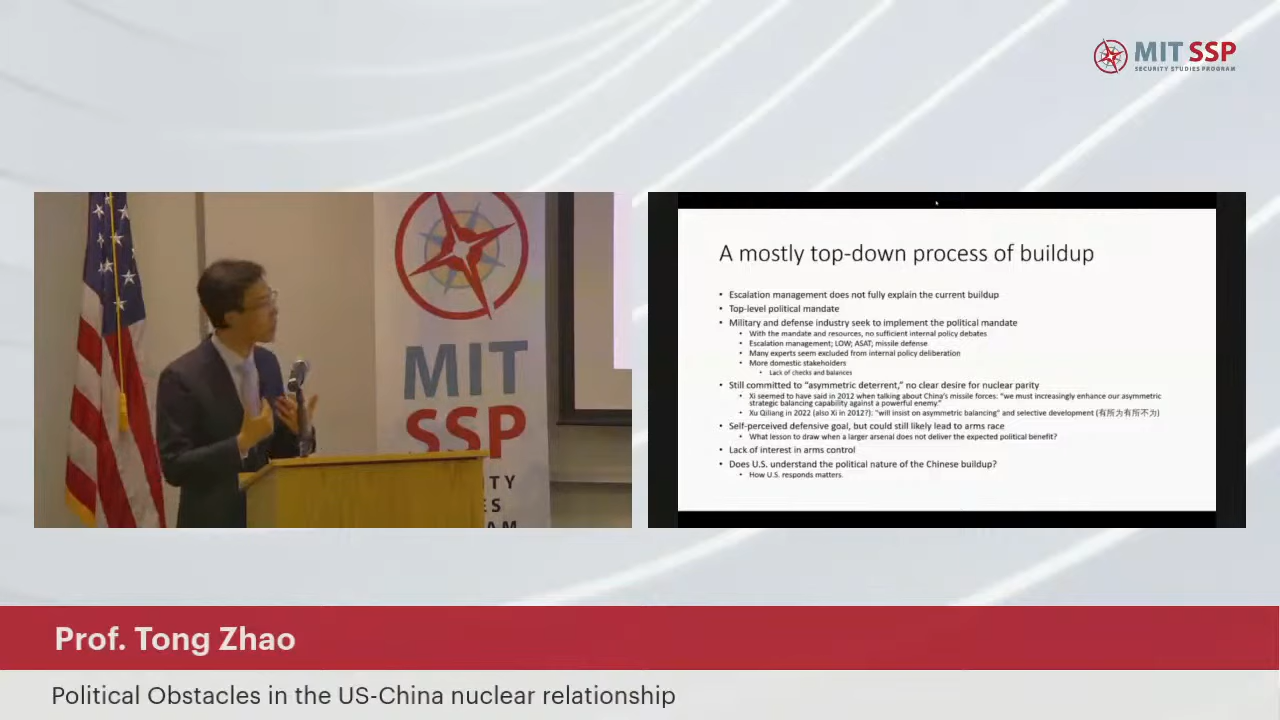 MIT SSP
SECURITY STUDIES PROGRAM
MIT
SSP
ITY
ES
AM
A mostly top-down process of buildup
• Escalation management does not fully explain the current buildup
• Top-level political mandate
• Military and defense industry seek to implement the political mandate
• With the mandate and resources, no sufficient internal policy debates
• Escalation management; LOW; ASAT; missile defense
• Many experts seem excluded from internal policy deliberation
• More domestic stakeholders
• Lack of checks and balances
• Still committed to “asymmetric deterrent,” no clear desire for nuclear parity
• Xi seemed to have said in 2012 when talking about China’s missile forces: “we must increasingly enhance our asymmetric
strategic balancing capability against a powerful enemy.”
• Xu Qiliang in 2022 (also Xi in 2012?): “will insist on asymmetric balancing” and selective development (有所为有所不为)
• Self-perceived defensive goal, but could still likely lead to arms race
• What lesson to draw when a larger arsenal does not deliver the expected political benefit?
• Lack of interest in arms control
• Does U.S. understand the political nature of the Chinese buildup?
• How U.S. responds matters.
Prof. Tong Zhao
Political Obstacles in the US-China nuclear relationship